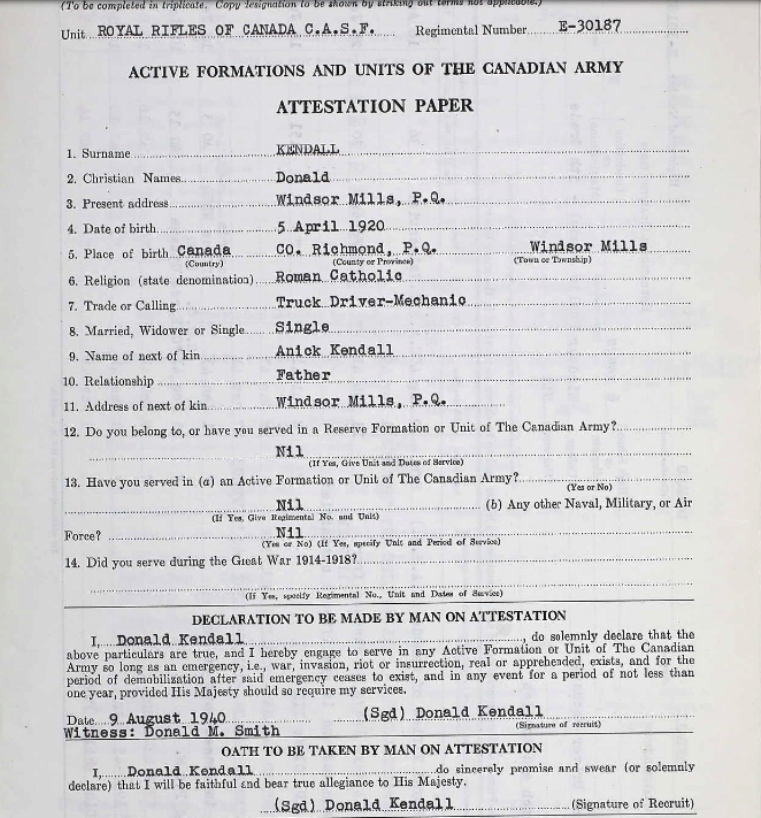 (To be completed in triplicate. Copy designation to be shown by striking out terms not applicable.)
Unit ROYAL RIFLES OF CANADA C.A.S.F. Regimental Number E-30187
ACTIVE FORMATIONS AND UNITS OF THE CANADIAN ARMY
ATTESTATION PAPER
1. Surname KENDALL
2. Christian Names Donald
3. Present address Windsor Mills, P.Q.
4. Date of birth 5 April 1920
5. Place of birth Canada CO. Richmond, P.Q. Windsor Mills
(Country) (County or Province) (Town or Township)
6. Religion (state denomination) Roman Catholic
7. Trade or Calling Truck Driver-Mechanic
8. Married, Widower or Single Single
9. Name of next of kin Anick Kendall
10. Relationship Father
11. Address of next of kin Windsor Mills, P.Q.
12. Do you belong to, or have you served in a Reserve Formation or Unit of The Canadian Army?
Nil
(If Yes, Give Unit and Dates of Service)
13. Have you served in (a) an Active Formation or Unit of The Canadian Army?
(Yes or No)
Nil (b) Any other Naval, Military, or Air
(If Yes, Give Regimental No. and Unit)
Force? Nil
(Yes or No) (If Yes, specify Unit and Period of Service)
14. Did you serve during the Great War 1914-1918?
(If Yes, specify Regimental No., Unit and Dates of Service)
DECLARATION TO BE MADE BY MAN ON ATTESTATION
I, Donald Kendall, do solemnly declare that the
above particulars are true, and I hereby engage to serve in any Active Formation or Unit of The Canadian
Army so long as an emergency, i.e., war, invasion, riot or insurrection, real or apprehended, exists, and for the
period of demobilization after said emergency ceases to exist, and in any event for a period of not less than
one year, provided His Majesty should so require my services.
Date 9 August 1940 (Sgd) Donald Kendall
(Signature of recruit)
Witness: Donald M. Smith
OATH TO BE TAKEN BY MAN ON ATTESTATION
I, Donald Kendall do sincerely promise and swear (or solemnly
declare) that I will be faithful and bear true allegiance to His Majesty.
(Sgd) Donald Kendall (Signature of Recruit)